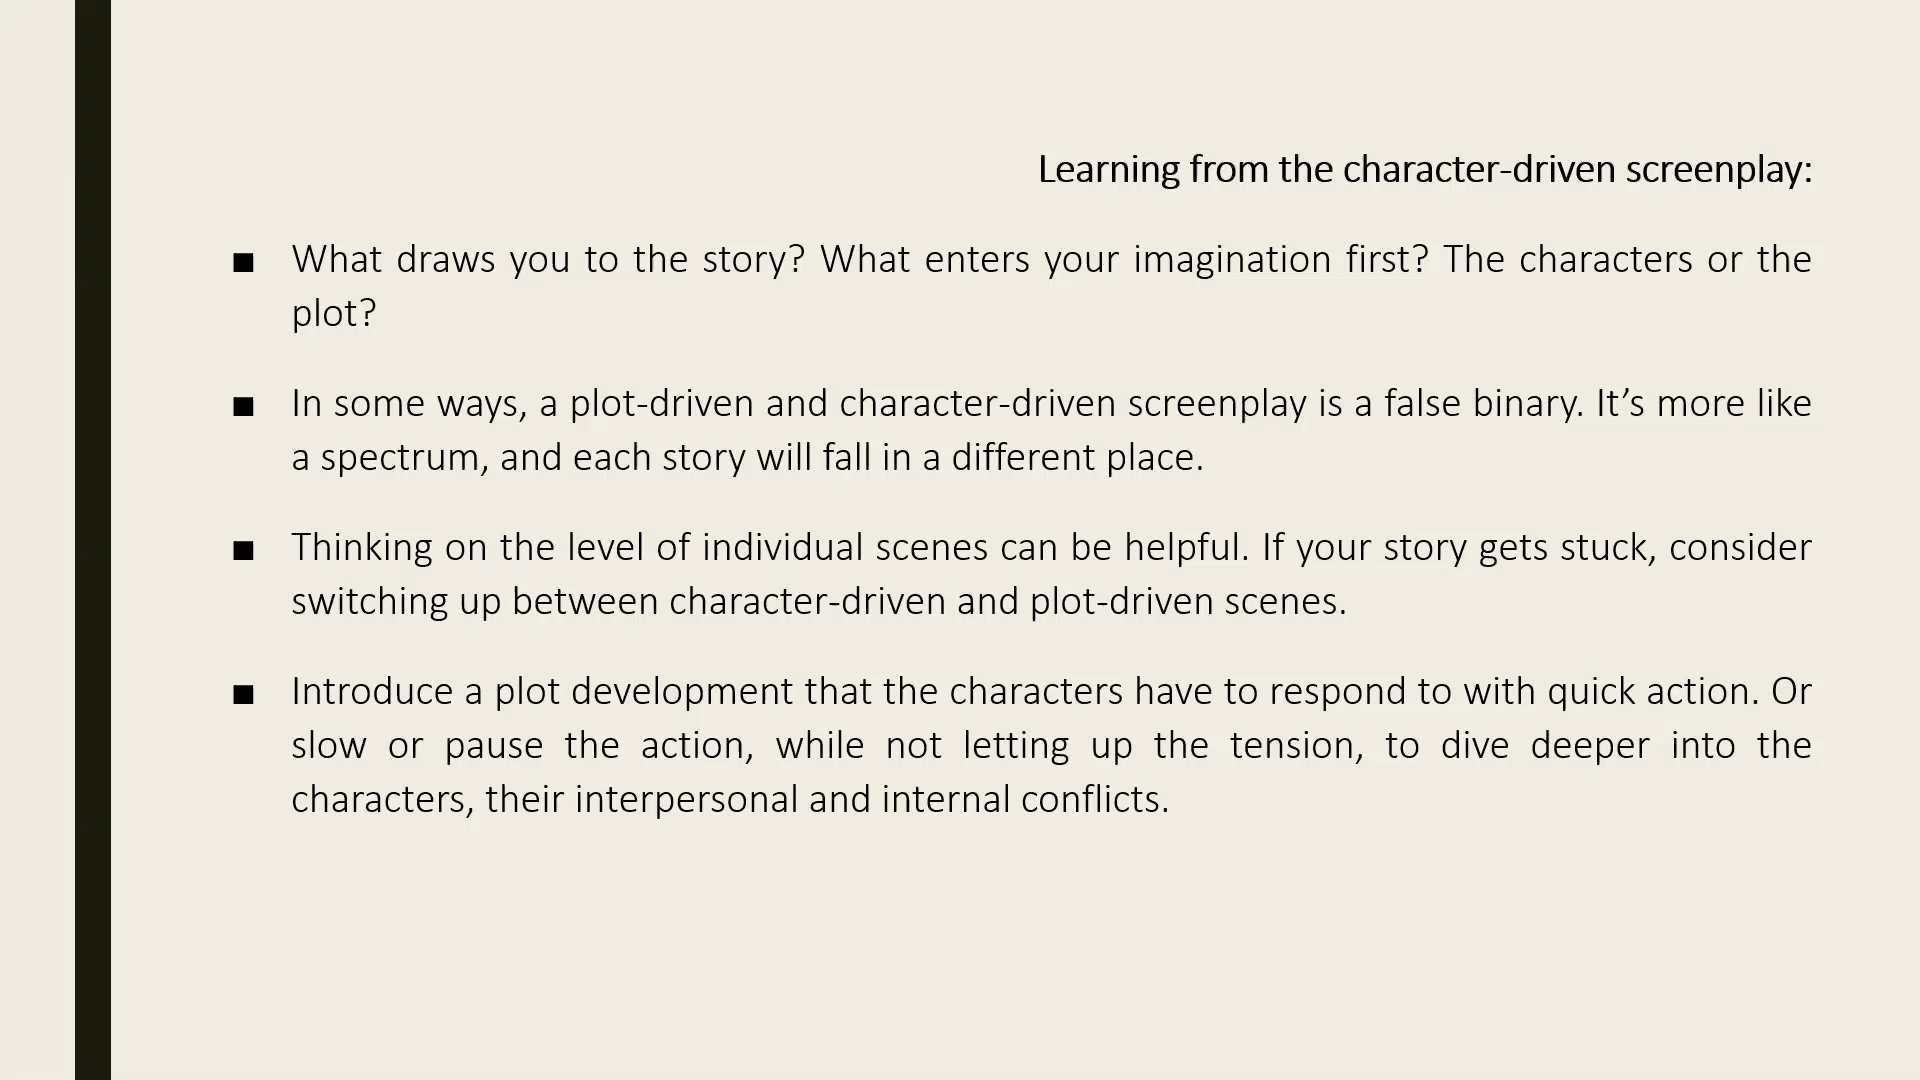 Learning from the character-driven screenplay:
■ What draws you to the story? What enters your imagination first? The characters or the
plot?
■ In some ways, a plot-driven and character-driven screenplay is a false binary. It’s more like
a spectrum, and each story will fall in a different place.
■ Thinking on the level of individual scenes can be helpful. If your story gets stuck, consider
switching up between character-driven and plot-driven scenes.
■ Introduce a plot development that the characters have to respond to with quick action. Or
slow or pause the action, while not letting up the tension, to dive deeper into the
characters, their interpersonal and internal conflicts.